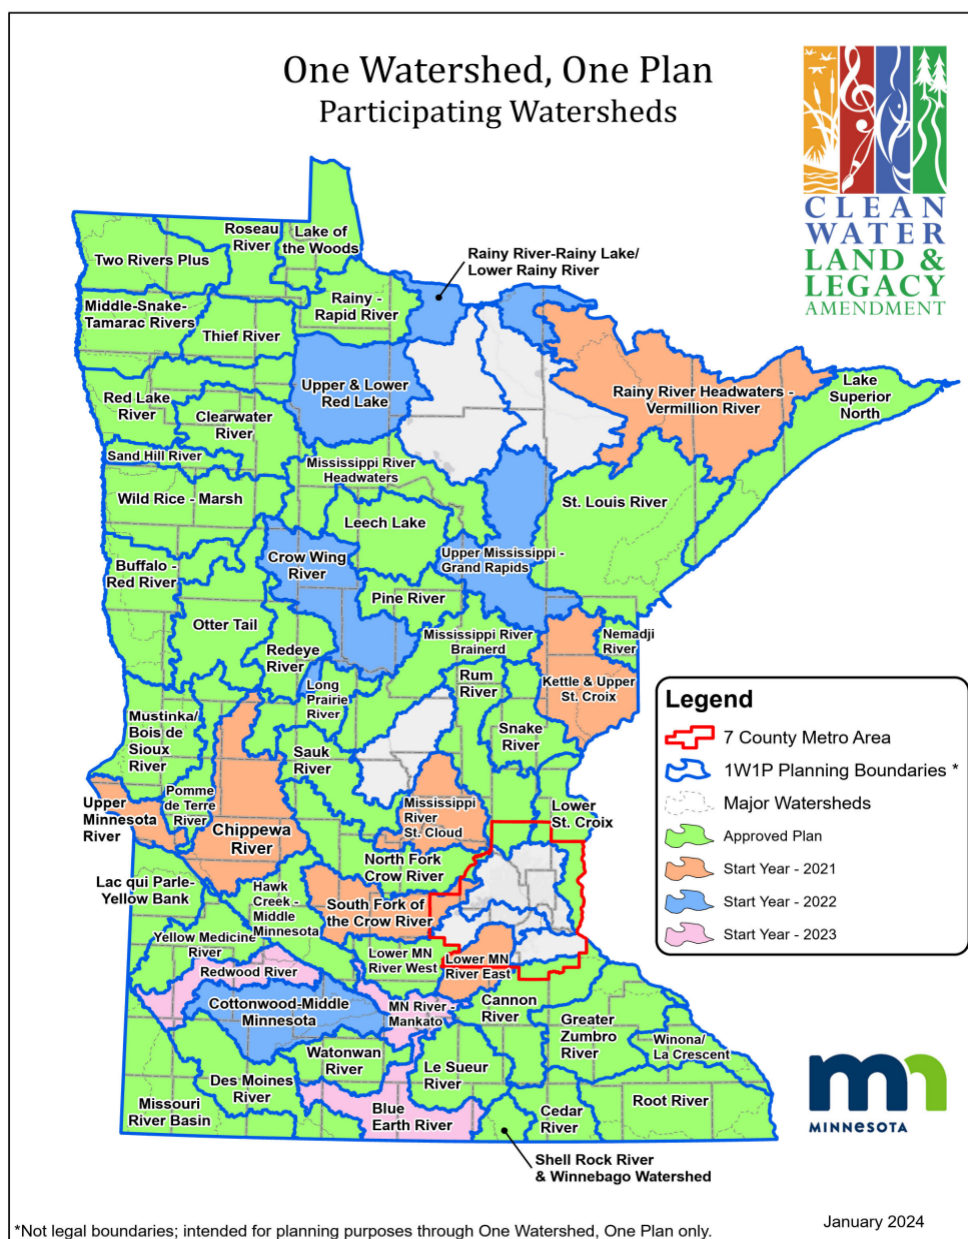 One Watershed, One Plan
Participating Watersheds
CLEAN
WATER
LAND &
LEGACY
AMENDMENT
Roseau
River
Lake of
the Woods
Two Rivers Plus
Rainy River-Rainy Lake/
Lower Rainy River
Middle-Snake-
Tamarac Rivers
Rainy -
Rapid River
Thief River
Red Lake
River
Upper & Lower
Red Lake
Rainy River Headwaters -
Vermillion River
Lake
Superior
North
Clearwater
River
Sand Hill River
Mississippi River
Headwaters
Wild Rice - Marsh
St. Louis River
Leech Lake
Buffalo -
Red River
Crow Wing
River
Upper Mississippi -
Grand Rapids
Pine River
Otter Tail
Redeye
River
Mississippi River
Brainerd
Nemadji
River
Long
Prairie
River
Rum
River
Kettle & Upper
St. Croix
Mustinka/
Bois de
Sioux
River
Sauk
River
Snake
River
Pomme
de Terre
River
Upper
Minnesota
River
Chippewa
River
Mississippi
River
St. Cloud
Lower
St. Croix
North Fork
Crow River
Lac qui Parle-
Yellow Bank
Hawk
Creek -
Middle
Minnesota
South Fork of
the Crow River
Yellow Medicine
River
Redwood River
Lower MN
River West
Lower MN
River East
Cottonwood-Middle
Minnesota
MN River -
Mankato
Cannon
River
Greater
Zumbro
River
Winona/
La Crescent
Watonwan
River
Le Sueur
River
Des Moines
River
Missouri
River Basin
Blue
Earth River
Cedar
River
Root River
Shell Rock River
& Winnebago Watershed
Legend
7 County Metro Area
1W1P Planning Boundaries *
Major Watersheds
Approved Plan
Start Year - 2021
Start Year - 2022
Start Year - 2023
mn
MINNESOTA
January 2024
*Not legal boundaries; intended for planning purposes through One Watershed, One Plan only.